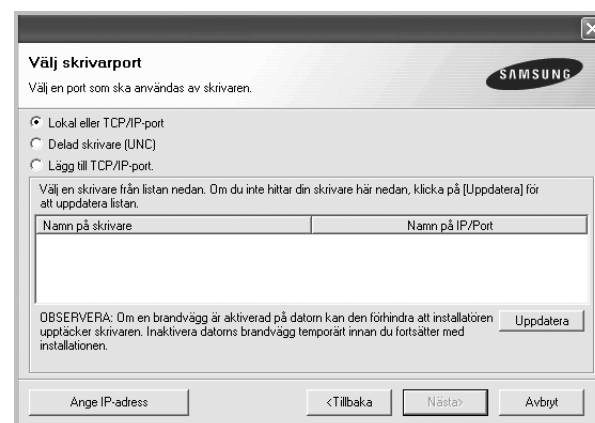 Välj skrivarport
Välj en port som ska användas av skrivaren.
SAMSUNG
Lokal eller TCP/IP-port
Delad skrivare (UNC)
Lägg till TCP/IP-port.
Välj en skrivare från listan nedan. Om du inte hittar din skrivare här nedan, klicka på [Uppdatera] för
att uppdatera listan.
Namn på skrivare
Namn på IP/Port
OBSERVERA: Om en brandvägg är aktiverad på datorn kan den förhindra att installatören
upptäcker skrivaren. Inaktivera datorns brandvägg temporärt innan du fortsätter med
installationen.
Uppdatera
Ange IP-adress
<Tillbaka
Nästa>
Avbryt